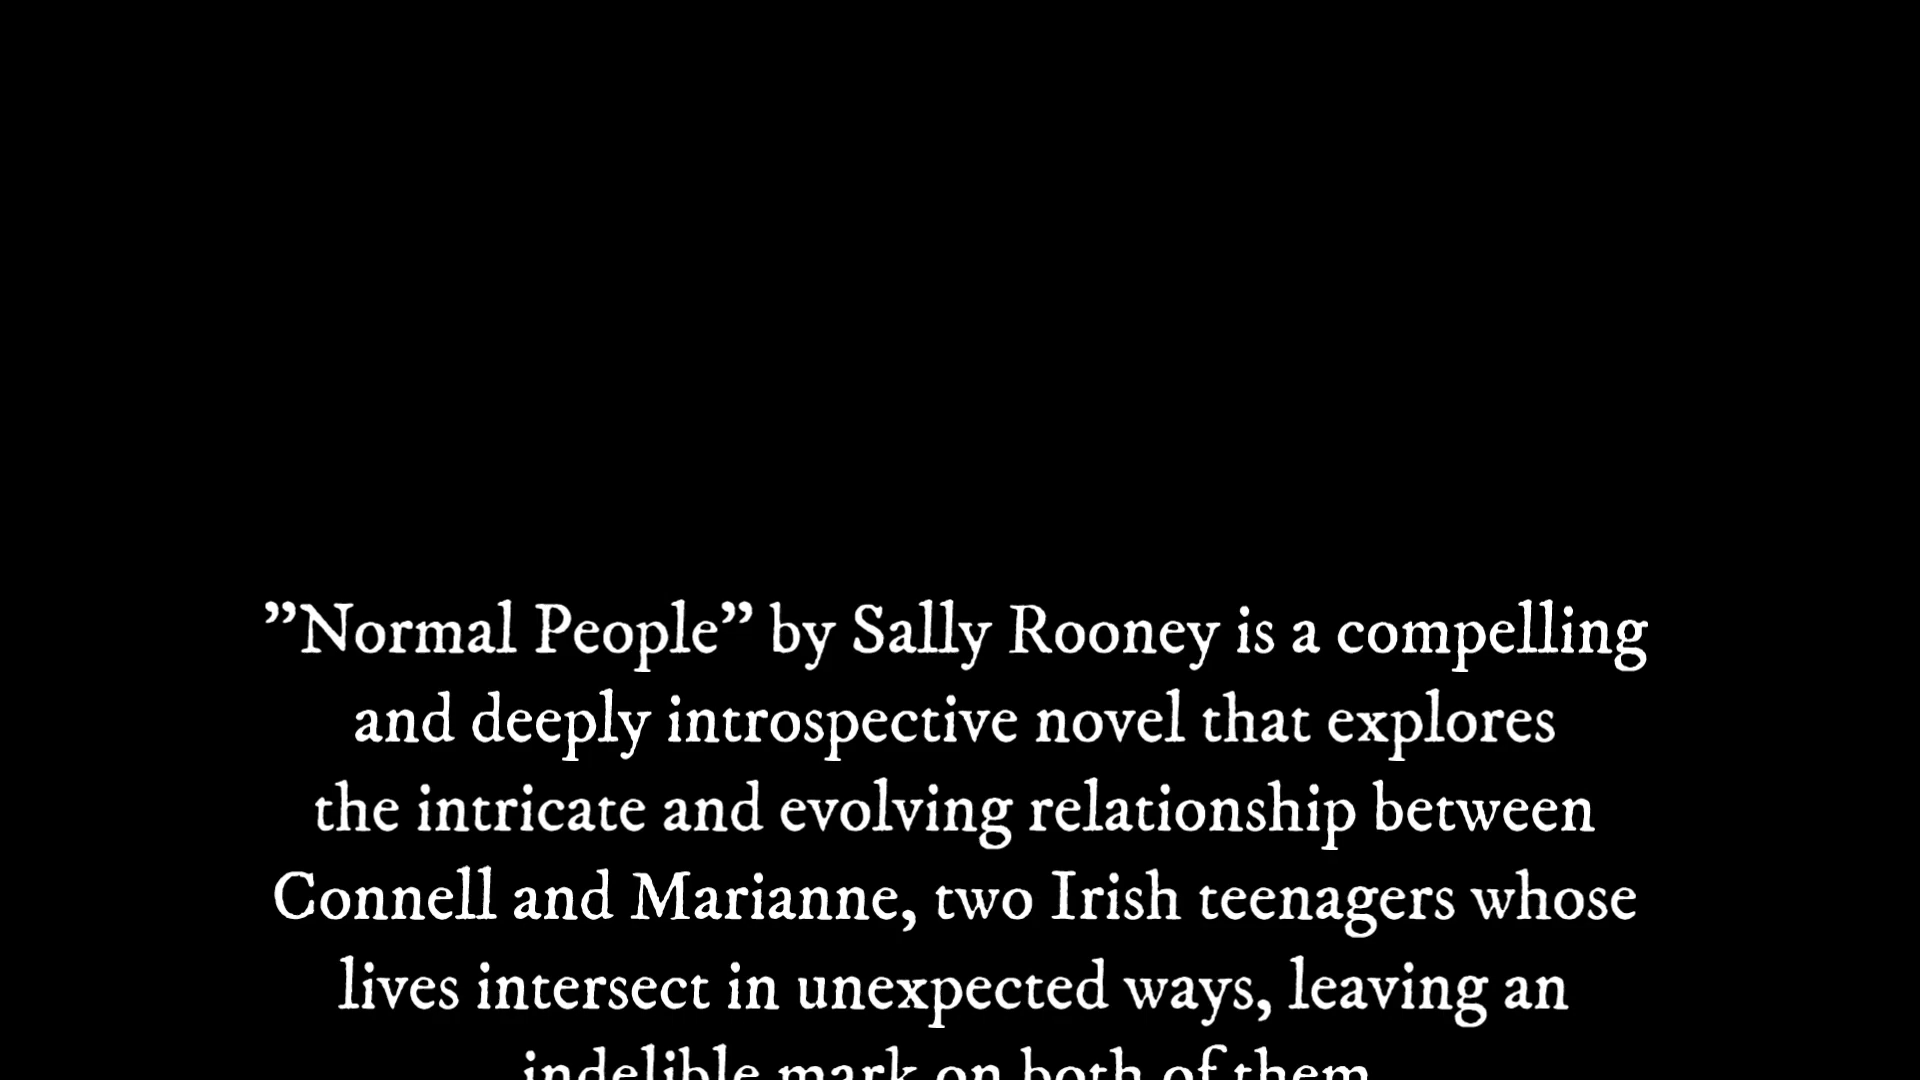 ”Normal People” by Sally Rooney is a compelling
and deeply introspective novel that explores
the intricate and evolving relationship between
Connell and Marianne, two Irish teenagers whose
lives intersect in unexpected ways, leaving an
indelible mark on both of them